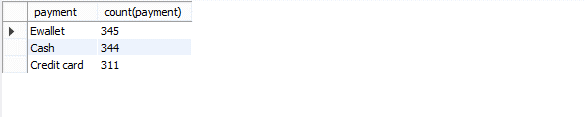 payment count(payment)
Ewallet 345
Cash 344
Credit card 311